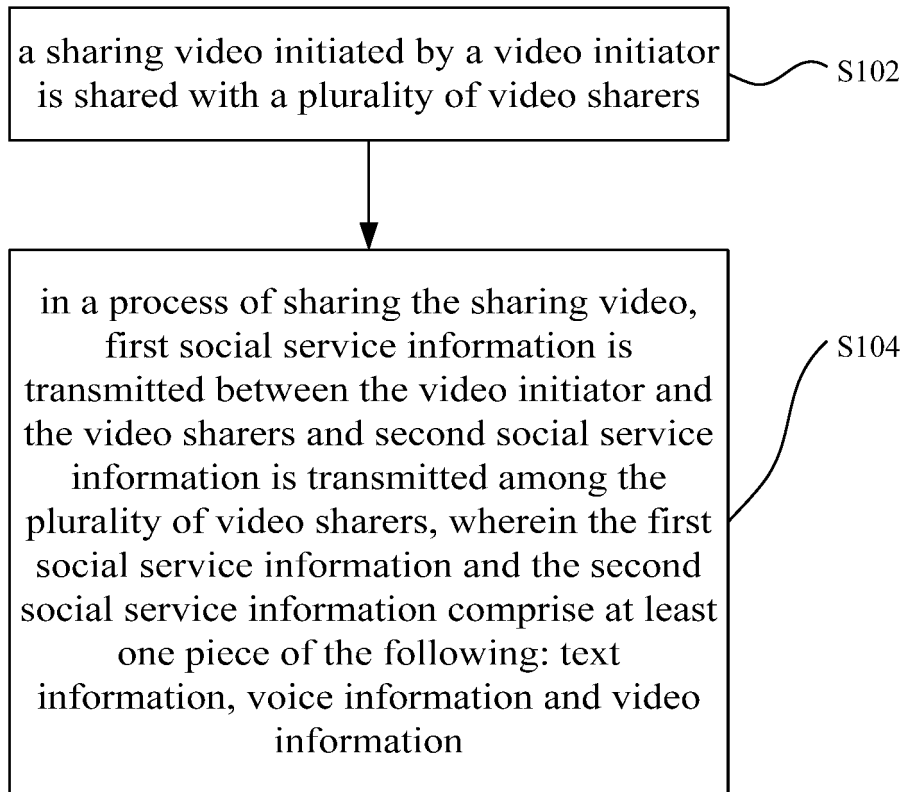 a sharing video initiated by a video initiator
is shared with a plurality of video sharers
S102
in a process of sharing the sharing video,
first social service information is
transmitted between the video initiator and
the video sharers and second social service
information is transmitted among the
plurality of video sharers, wherein the first
social service information and the second
social service information comprise at least
one piece of the following: text
information, voice information and video
information
S104